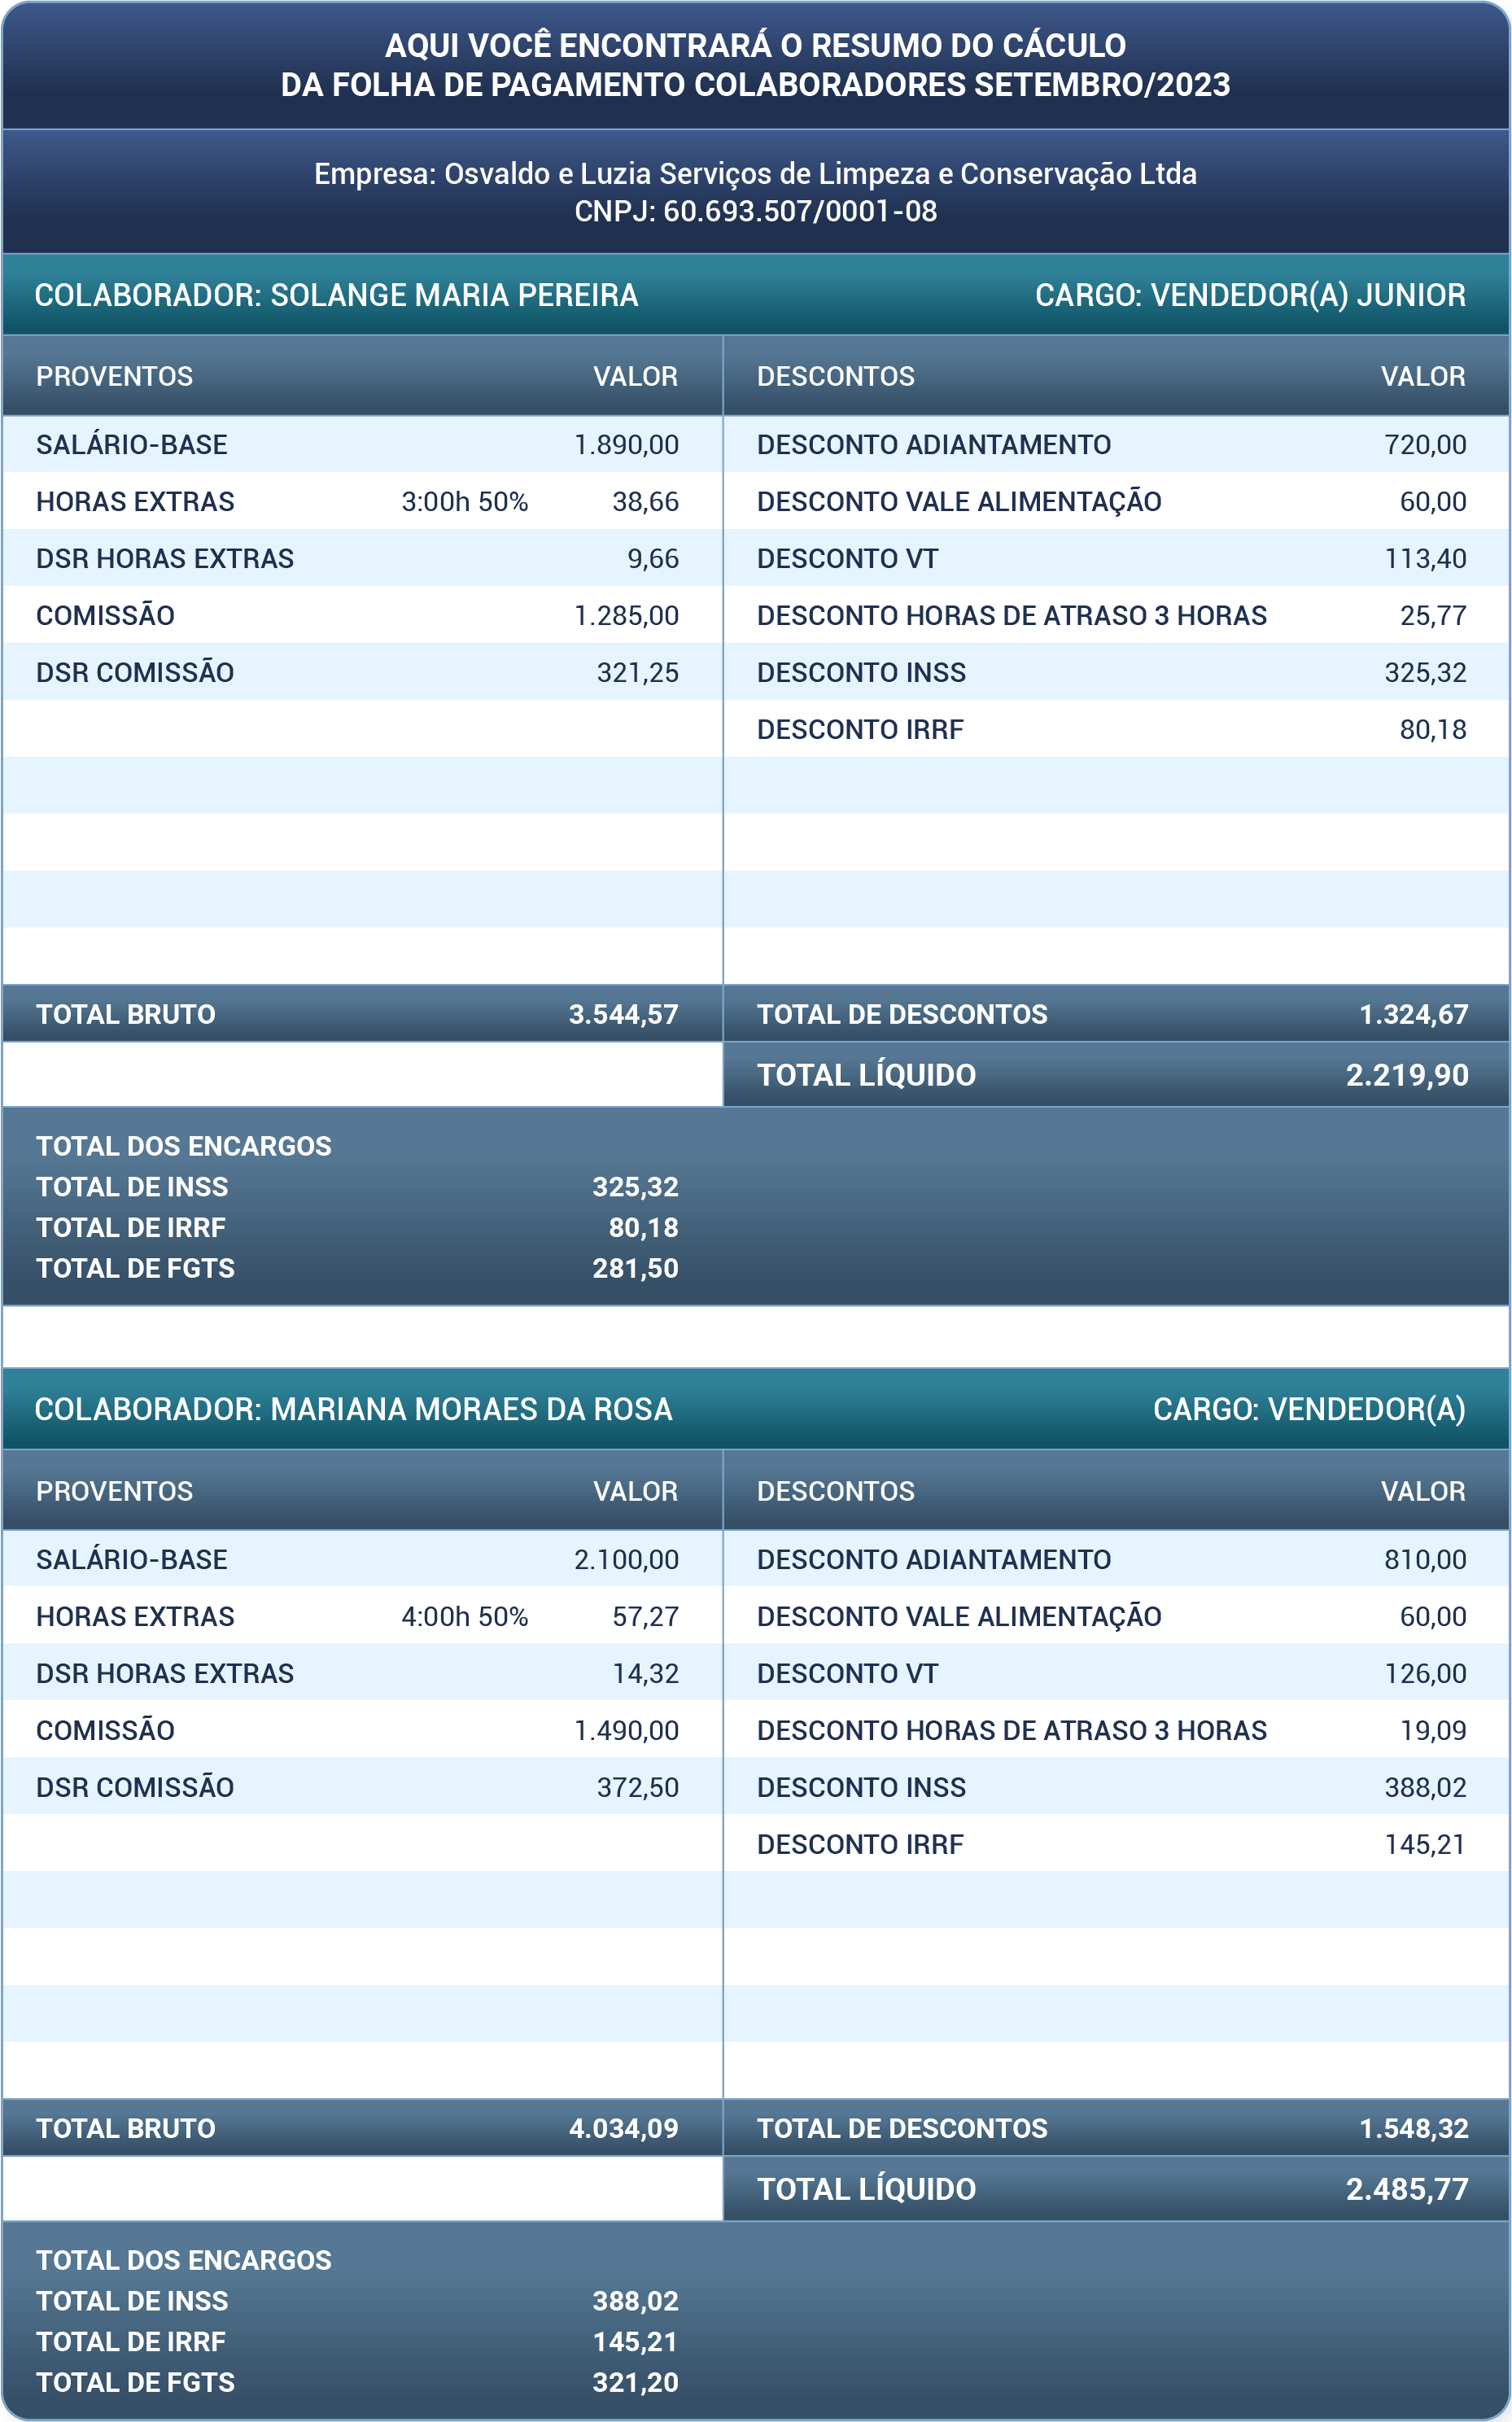 AQUI VOCÊ ENCONTRARÁ O RESUMO DO CÁCULO
DA FOLHA DE PAGAMENTO COLABORADORES SETEMBRO/2023
Empresa: Osvaldo e Luzia Serviços de Limpeza e Conservação Ltda
CNPJ: 60.693.507/0001-08
COLABORADOR: SOLANGE MARIA PEREIRA CARGO: VENDEDOR(A) JUNIOR
PROVENTOS VALOR DESCONTOS VALOR
SALÁRIO-BASE 1.890,00 DESCONTO ADIANTAMENTO 720,00
HORAS EXTRAS 3:00h 50% 38,66 DESCONTO VALE ALIMENTAÇÃO 60,00
DSR HORAS EXTRAS 9,66 DESCONTO VT 113,40
COMISSÃO 1.285,00 DESCONTO HORAS DE ATRASO 3 HORAS 25,77
DSR COMISSÃO 321,25 DESCONTO INSS 325,32
DESCONTO IRRF 80,18
TOTAL BRUTO 3.544,57 TOTAL DE DESCONTOS 1.324,67
TOTAL LÍQUIDO 2.219,90
TOTAL DOS ENCARGOS
TOTAL DE INSS 325,32
TOTAL DE IRRF 80,18
TOTAL DE FGTS 281,50
COLABORADOR: MARIANA MORAES DA ROSA CARGO: VENDEDOR(A)
PROVENTOS VALOR DESCONTOS VALOR
SALÁRIO-BASE 2.100,00 DESCONTO ADIANTAMENTO 810,00
HORAS EXTRAS 4:00h 50% 57,27 DESCONTO VALE ALIMENTAÇÃO 60,00
DSR HORAS EXTRAS 14,32 DESCONTO VT 126,00
COMISSÃO 1.490,00 DESCONTO HORAS DE ATRASO 3 HORAS 19,09
DSR COMISSÃO 372,50 DESCONTO INSS 388,02
DESCONTO IRRF 145,21
TOTAL BRUTO 4.034,09 TOTAL DE DESCONTOS 1.548,32
TOTAL LÍQUIDO 2.485,77
TOTAL DOS ENCARGOS
TOTAL DE INSS 388,02
TOTAL DE IRRF 145,21
TOTAL DE FGTS 321,20